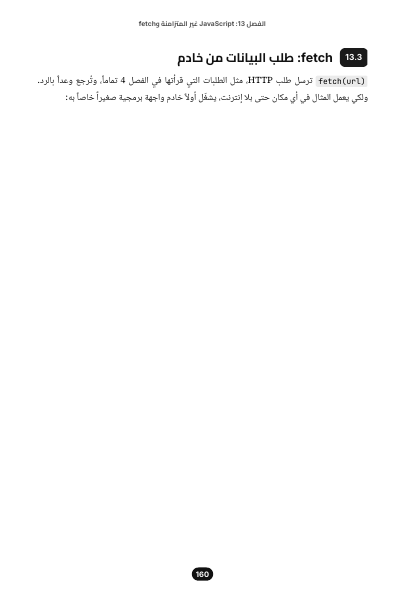 الفصل 13: JavaScript غير المتزامنة وfetch
13.3 fetch: طلب البيانات من خادم
fetch(url) ترسل طلب HTTP، مثل الطلبات التي قرأتها في الفصل 4 تماماً، وتُرجع وعداً بالرد.
ولكي يعمل المثال في أي مكان حتى بلا إنترنت، يشغّل أولاً خادم واجهة برمجية صغيراً خاصاً به:
160